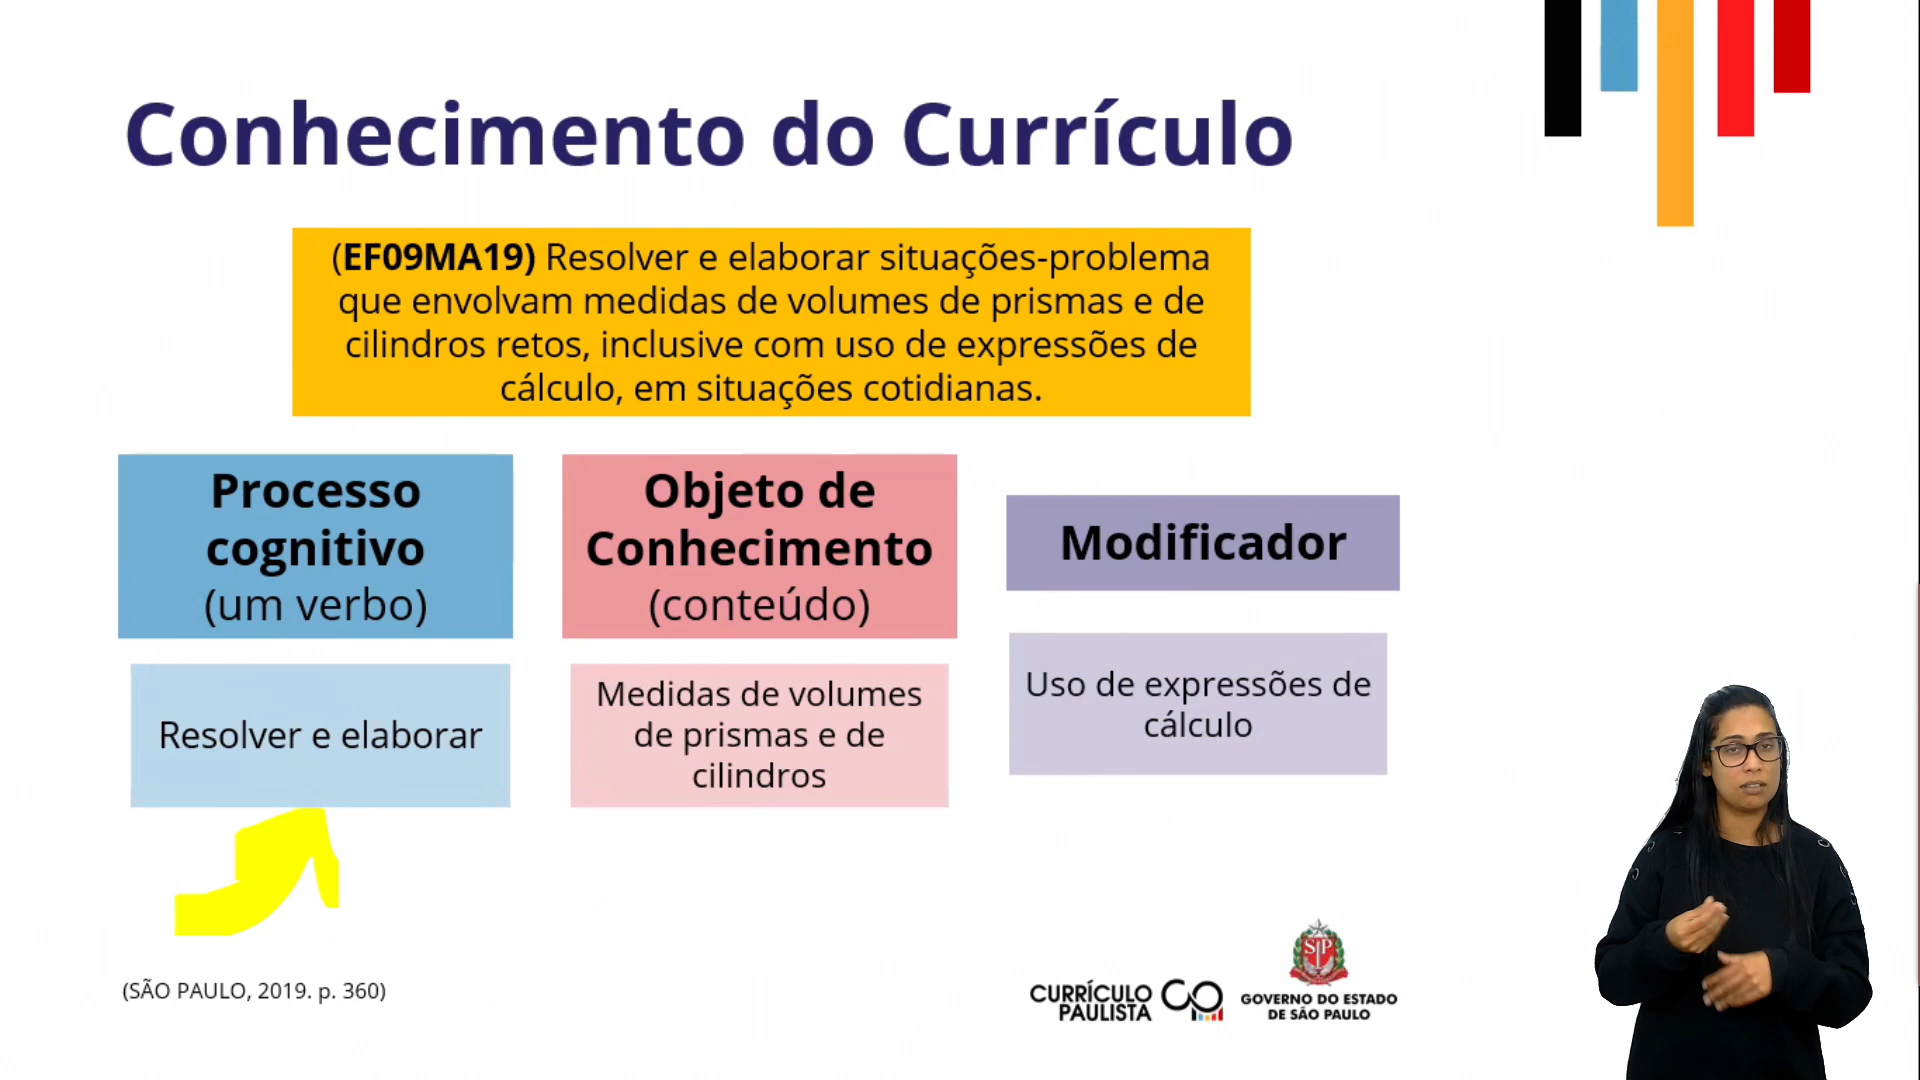 Conhecimento do Currículo
(EF09MA19) Resolver e elaborar situações-problema
que envolvam medidas de volumes de prismas e de
cilindros retos, inclusive com uso de expressões de
cálculo, em situações cotidianas.
Processo
cognitivo
(um verbo)
Resolver e elaborar
Objeto de
Conhecimento
(conteúdo)
Medidas de volumes
de prismas e de
cilindros
Modificador
Uso de expressões de
cálculo
(SÃO PAULO, 2019. p. 360)
CURRÍCULO
PAULISTA
SP
GOVERNO DO ESTADO
DE SÃO PAULO